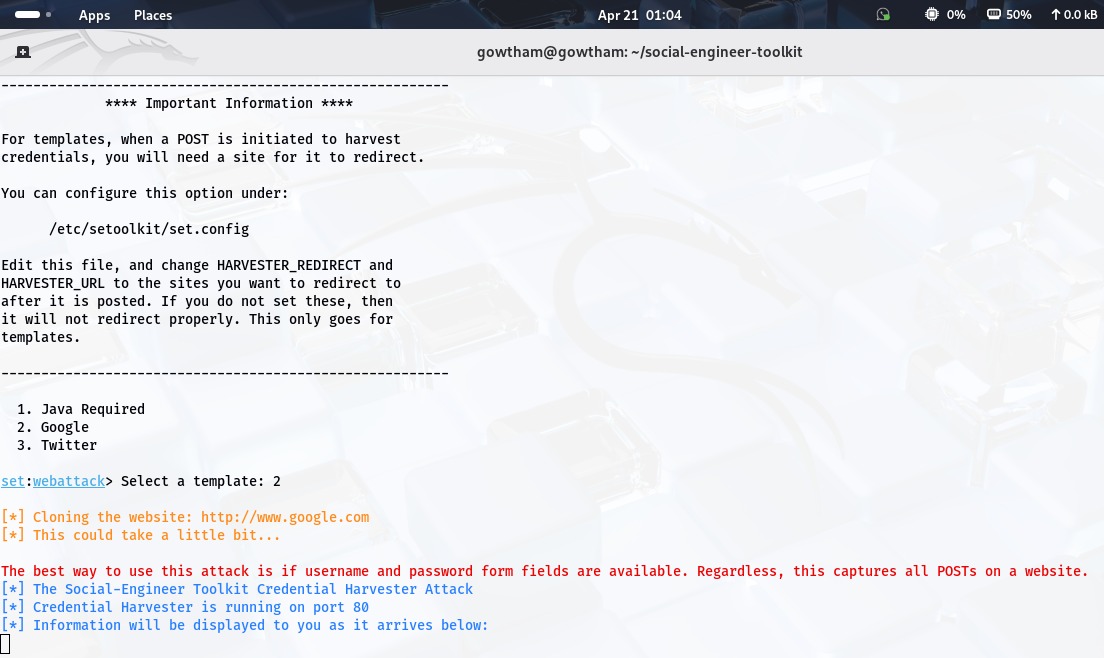 Apps Places Apr 21 01:04 0% 50% 0.0 kB
gowtham@gowtham: ~/social-engineer-toolkit
--------------------------------------------------------
**** Important Information ****
For templates, when a POST is initiated to harvest
credentials, you will need a site for it to redirect.
You can configure this option under:
/etc/setoolkit/set.config
Edit this file, and change HARVESTER_REDIRECT and
HARVESTER_URL to the sites you want to redirect to
after it is posted. If you do not set these, then
it will not redirect properly. This only goes for
templates.
--------------------------------------------------------
1. Java Required
2. Google
3. Twitter
set:webattack> Select a template: 2
[*] Cloning the website: http://www.google.com
[*] This could take a little bit...
The best way to use this attack is if username and password form fields are available. Regardless, this captures all POSTs on a website.
[*] The Social-Engineer Toolkit Credential Harvester Attack
[*] Credential Harvester is running on port 80
[*] Information will be displayed to you as it arrives below: